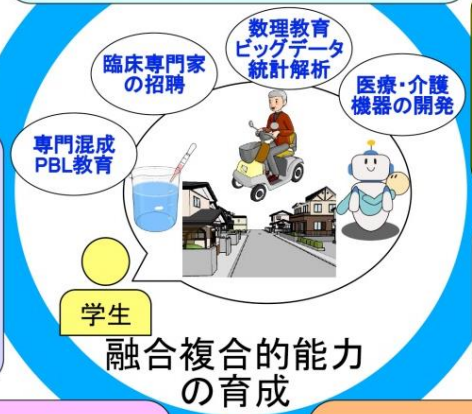 数理教育
ビッグデータ
統計解析
臨床専門家
の招聘
医療・介護
機器の開発
専門混成
PBL教育
学生
融合複合的能力
の育成